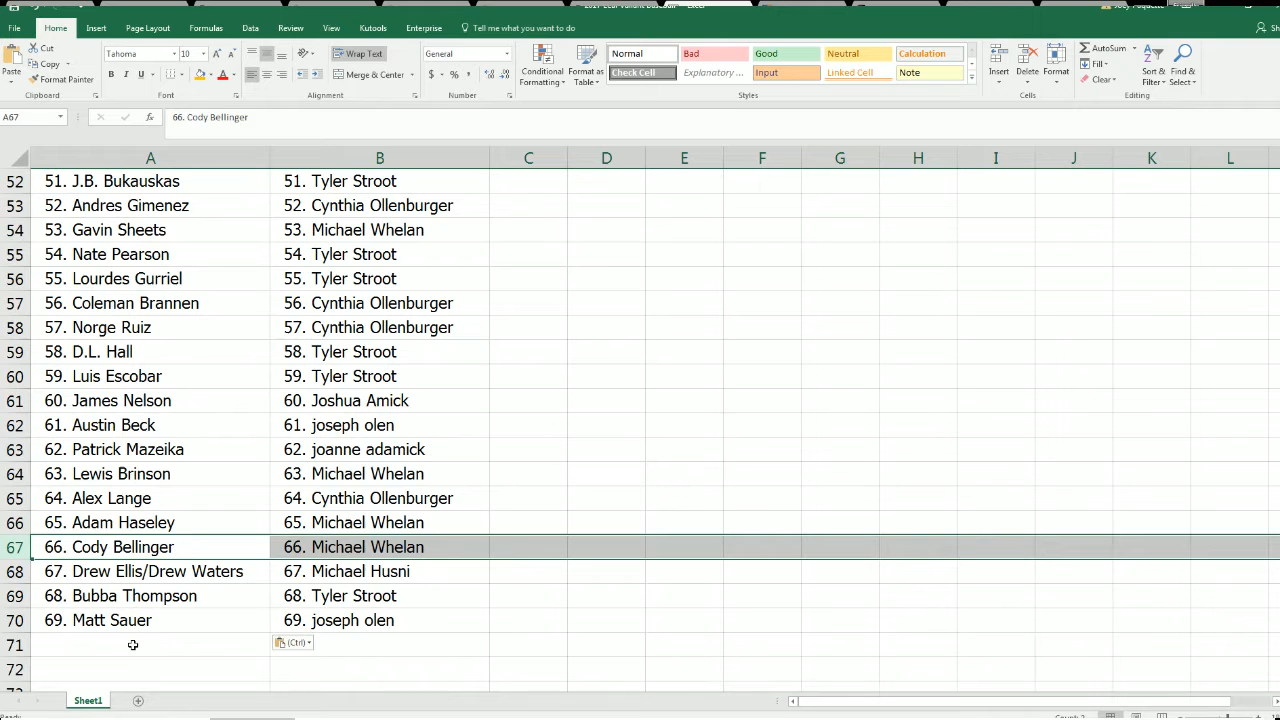 File Home Insert Page Layout Formulas Data Review View Kutools Enterprise Tell me what you want to do
Cut
Copy
Format Painter
Paste
Clipboard
Tahoma 10
B I U
Font
Wrap Text
Merge & Center
Alignment
General
$ % ,
Number
Conditional Formatting
Format as Table
Normal Bad Good Neutral Calculation
Check Cell Explanatory ... Input Linked Cell Note
Styles
Insert Delete Format
Cells
AutoSum
Fill
Clear
Sort & Filter
Find & Select
Editing
A67 fx 66. Cody Bellinger
A B C D E F G H I J K L
52 51. J.B. Bukauskas 51. Tyler Stroot
53 52. Andres Gimenez 52. Cynthia Ollenburger
54 53. Gavin Sheets 53. Michael Whelan
55 54. Nate Pearson 54. Tyler Stroot
56 55. Lourdes Gurriel 55. Tyler Stroot
57 56. Coleman Brannen 56. Cynthia Ollenburger
58 57. Norge Ruiz 57. Cynthia Ollenburger
59 58. D.L. Hall 58. Tyler Stroot
60 59. Luis Escobar 59. Tyler Stroot
61 60. James Nelson 60. Joshua Amick
62 61. Austin Beck 61. joseph olen
63 62. Patrick Mazeika 62. joanne adamick
64 63. Lewis Brinson 63. Michael Whelan
65 64. Alex Lange 64. Cynthia Ollenburger
66 65. Adam Haseley 65. Michael Whelan
67 66. Cody Bellinger 66. Michael Whelan
68 67. Drew Ellis/Drew Waters 67. Michael Husni
69 68. Bubba Thompson 68. Tyler Stroot
70 69. Matt Sauer 69. joseph olen
71 (Ctrl)
72
Sheet1